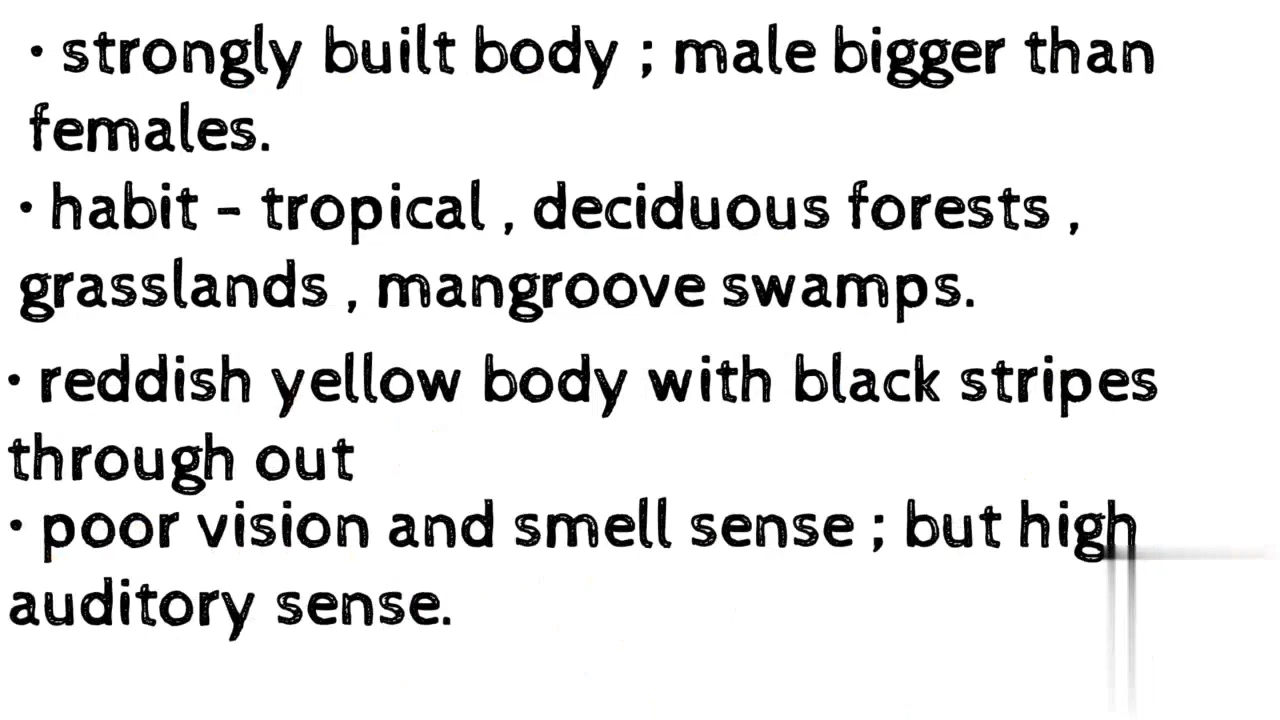 • strongly built body ; male bigger than
females.
• habit - tropical , deciduous forests ,
grasslands , mangroove swamps.
• reddish yellow body with black stripes
through out
• poor vision and smell sense ; but high
auditory sense.